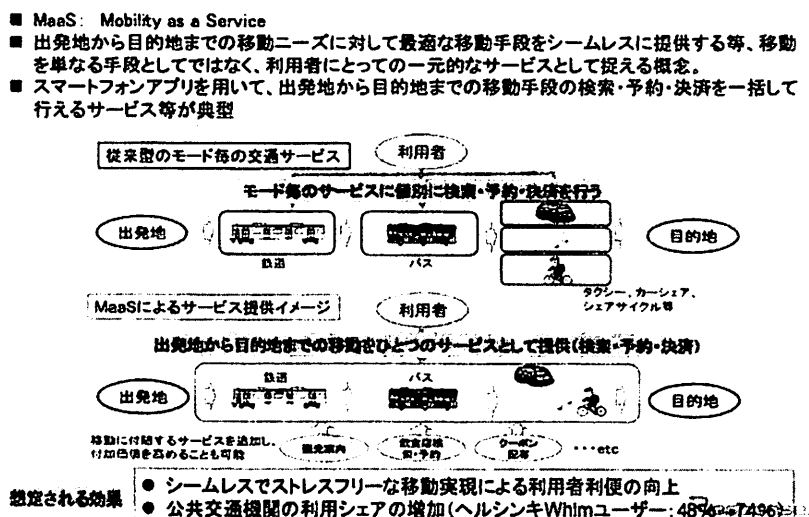 ■ MaaS： Mobility as a Service
■ 出発地から目的地までの移動ニーズに対して最適な移動手段をシームレスに提供する等、移動
を単なる手段としてではなく、利用者にとっての一元的なサービスとして捉える概念。
■ スマートフォンアプリを用いて、出発地から目的地までの移動手段の検索・予約・決済を一括して
行えるサービス等が典型
従来型のモード毎の交通サービス
利用者
モード毎のサービスに個別に検索・予約・決済を行う
出発地
鉄道
バス
目的地
タクシー、カーシェア、
シェアサイクル等
MaaSによるサービス提供イメージ
利用者
出発地から目的地までの移動をひとつのサービスとして提供(検索・予約・決済)
出発地
鉄道
バス
目的地
移動に付随するサービスを追加し、
付加価値を高めることも可能
観光案内
飲食店検
索・予約
クーポン
配布
・・・etc
想定される効果
● シームレスでストレスフリーな移動実現による利用者利便の向上
● 公共交通機関の利用シェアの増加(ヘルシンキWhimユーザー：48%→74%)